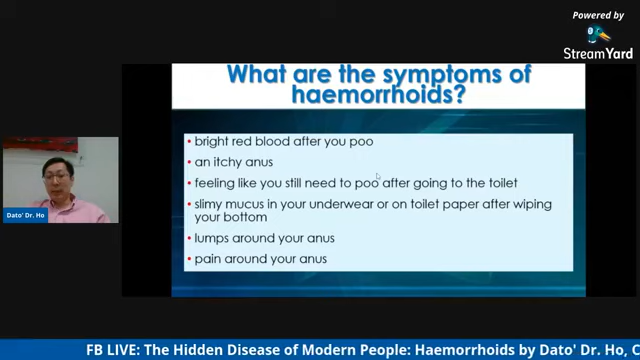 Powered by
StreamYard
What are the symptoms of
haemorrhoids?
• bright red blood after you poo
• an itchy anus
• feeling like you still need to poo after going to the toilet
• slimy mucus in your underwear or on toilet paper after wiping
your bottom
• lumps around your anus
• pain around your anus
Dato' Dr. Ho
FB LIVE: The Hidden Disease of Modern People: Haemorrhoids by Dato' Dr. Ho, C